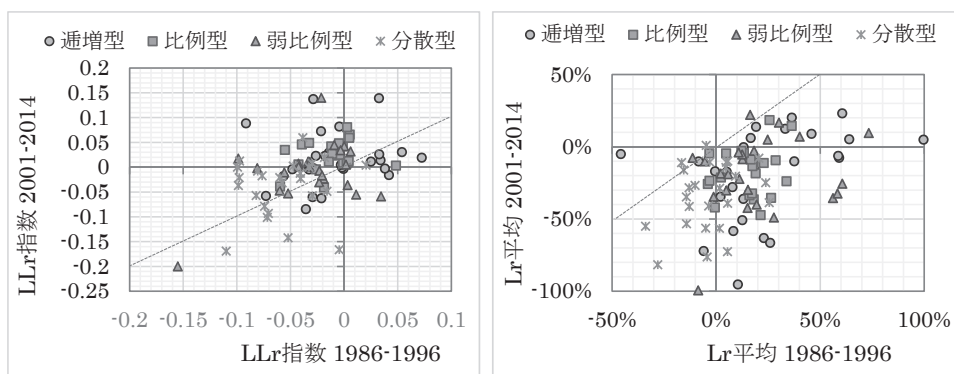 逓増型 比例型 弱比例型 分散型
0.2
0.15
0.1
0.05
0
-0.05
-0.1
-0.15
-0.2
-0.25
-0.2 -0.15 -0.1 -0.05 0 0.05 0.1
LLr指数 2001-2014
LLr指数 1986-1996
逓増型 比例型 弱比例型 分散型
50%
0%
-50%
-100%
-50% 0% 50% 100%
Lr平均 2001-2014
Lr平均 1986-1996